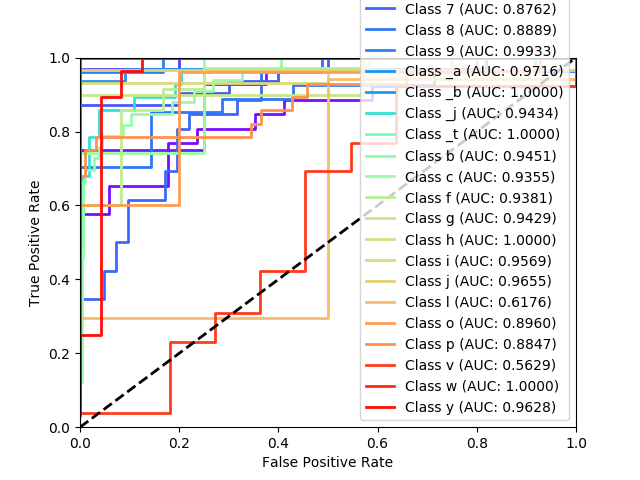 Class 7 (AUC: 0.8762)
Class 8 (AUC: 0.8889)
Class 9 (AUC: 0.9933)
Class _a (AUC: 0.9716)
Class _b (AUC: 1.0000)
Class _j (AUC: 0.9434)
Class _t (AUC: 1.0000)
Class b (AUC: 0.9451)
Class c (AUC: 0.9355)
Class f (AUC: 0.9381)
Class g (AUC: 0.9429)
Class h (AUC: 1.0000)
Class i (AUC: 0.9569)
Class j (AUC: 0.9655)
Class l (AUC: 0.6176)
Class o (AUC: 0.8960)
Class p (AUC: 0.8847)
Class v (AUC: 0.5629)
Class w (AUC: 1.0000)
Class y (AUC: 0.9628)
1.0
0.8
0.6
0.4
0.2
0.0
True Positive Rate
0.0 0.2 0.4 0.6 0.8 1.0
False Positive Rate